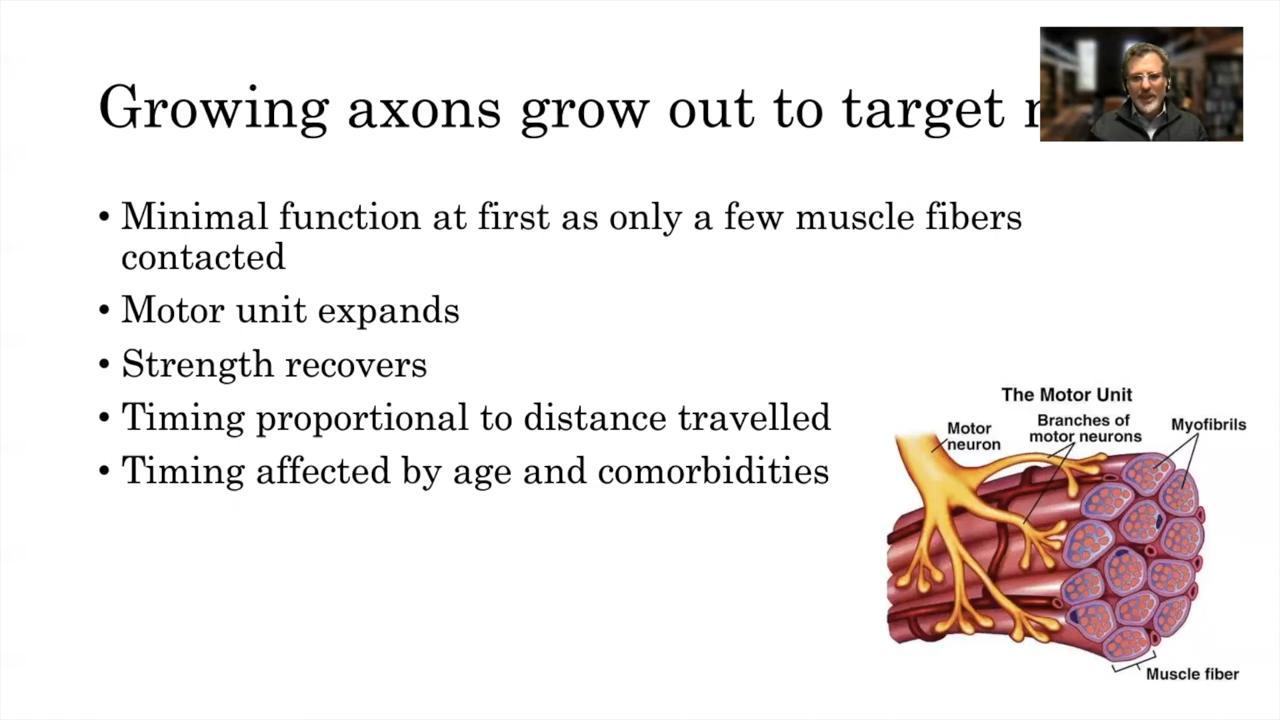 Growing axons grow out to target
• Minimal function at first as only a few muscle fibers
contacted
• Motor unit expands
• Strength recovers
• Timing proportional to distance travelled
• Timing affected by age and comorbidities
The Motor Unit
Motor
neuron
Branches of
motor neurons
Myofibrils
Muscle fiber